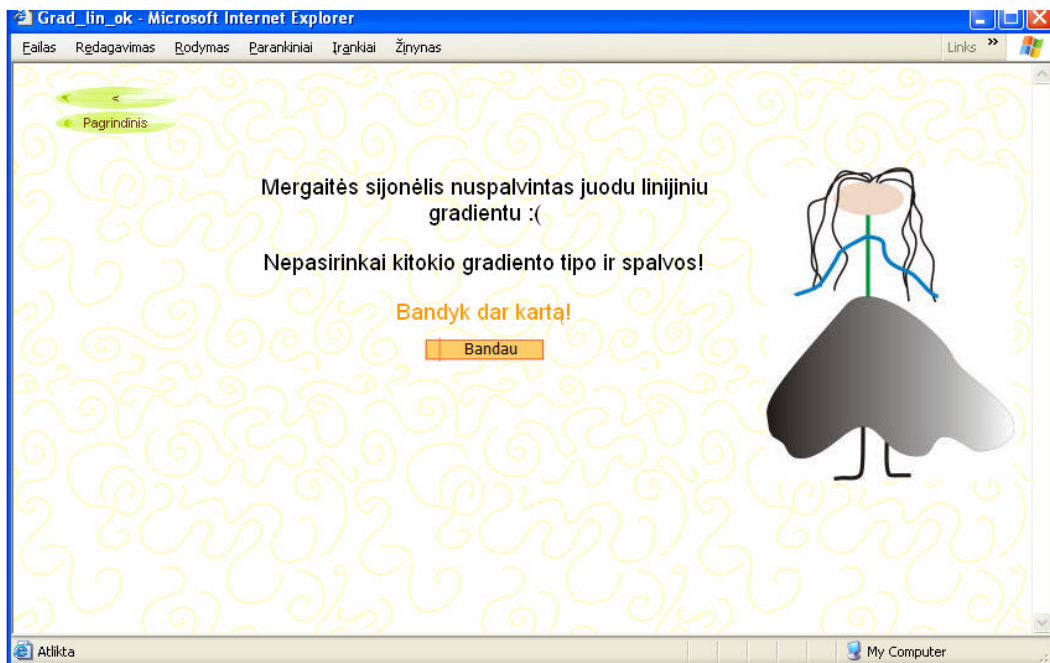 Grad_lin_ok - Microsoft Internet Explorer
Failas Redagavimas Rodymas Parankiniai Įrankiai Žinynas Links »
<
Pagrindinis
Mergaitės sijonėlis nuspalvintas juodu linijiniu
gradientu :(
Nepasirinkai kitokio gradiento tipo ir spalvos!
Bandyk dar kartą!
Bandau
Atlikta My Computer